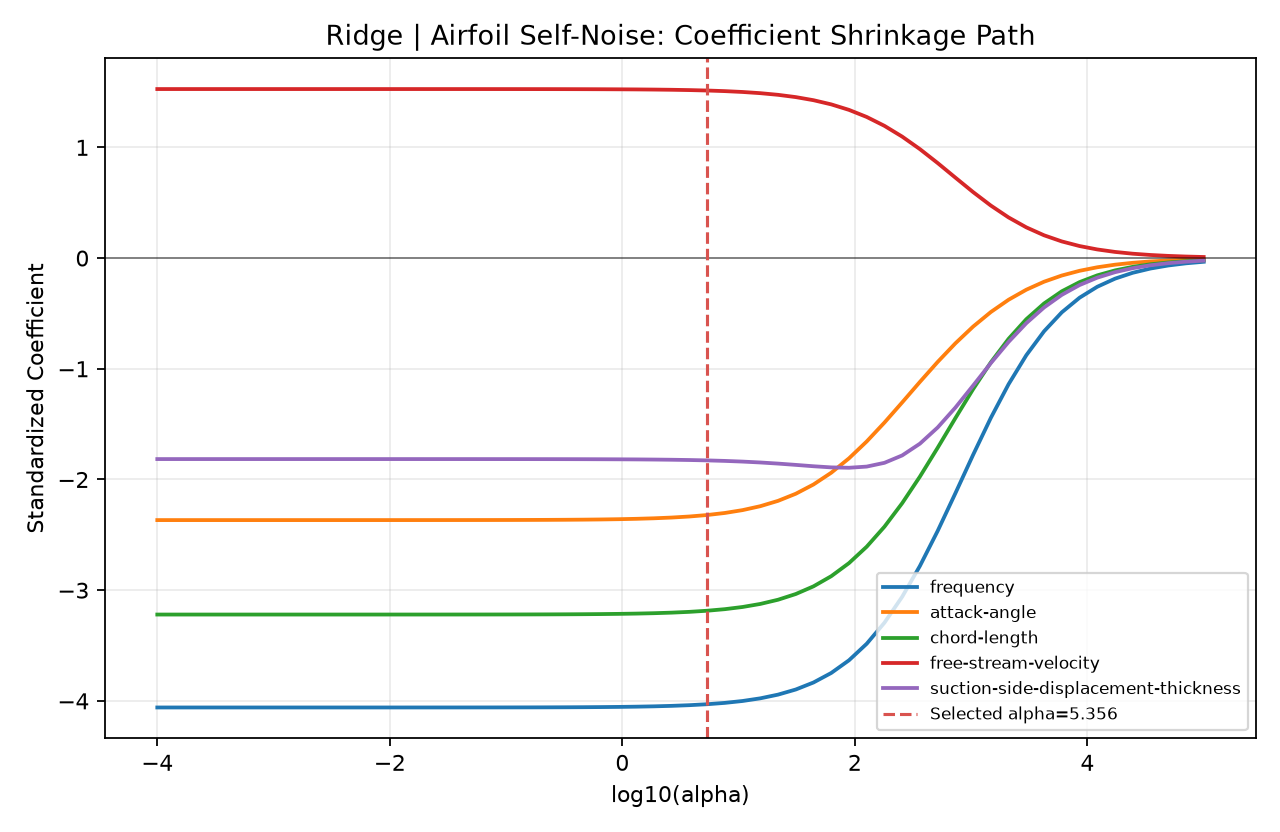 Ridge | Airfoil Self-Noise: Coefficient Shrinkage Path
Standardized Coefficient
1
0
−1
−2
−3
−4
−4
−2
0
2
4
log10(alpha)
frequency
attack-angle
chord-length
free-stream-velocity
suction-side-displacement-thickness
Selected alpha=5.356